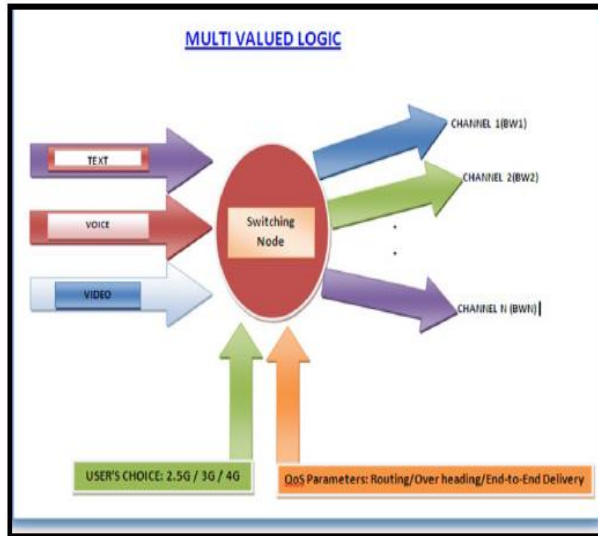 MULTI VALUED LOGIC
TEXT
VOICE
VIDEO
Switching
Node
CHANNEL 1(BW1)
CHANNEL 2(BW2)
CHANNEL N (BWN)
USER'S CHOICE: 2.5G / 3G / 4G
QoS Parameters: Routing/Over heading/End-to-End Delivery